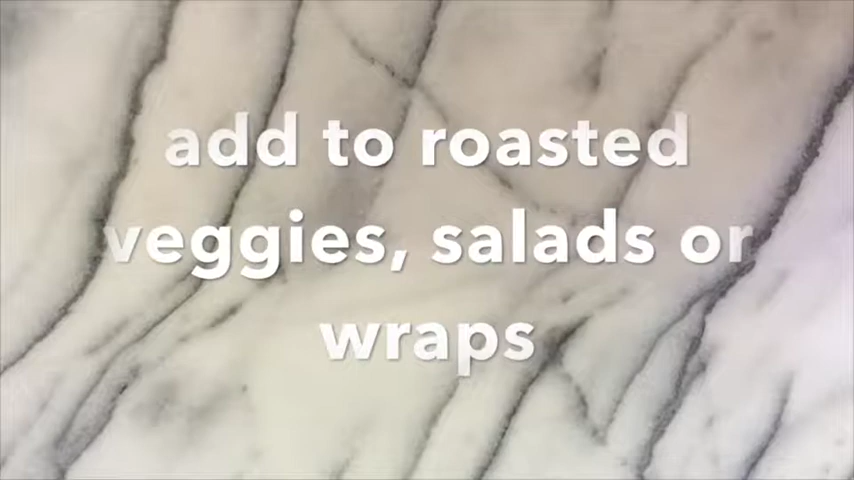 add to roasted
veggies, salads or
wraps